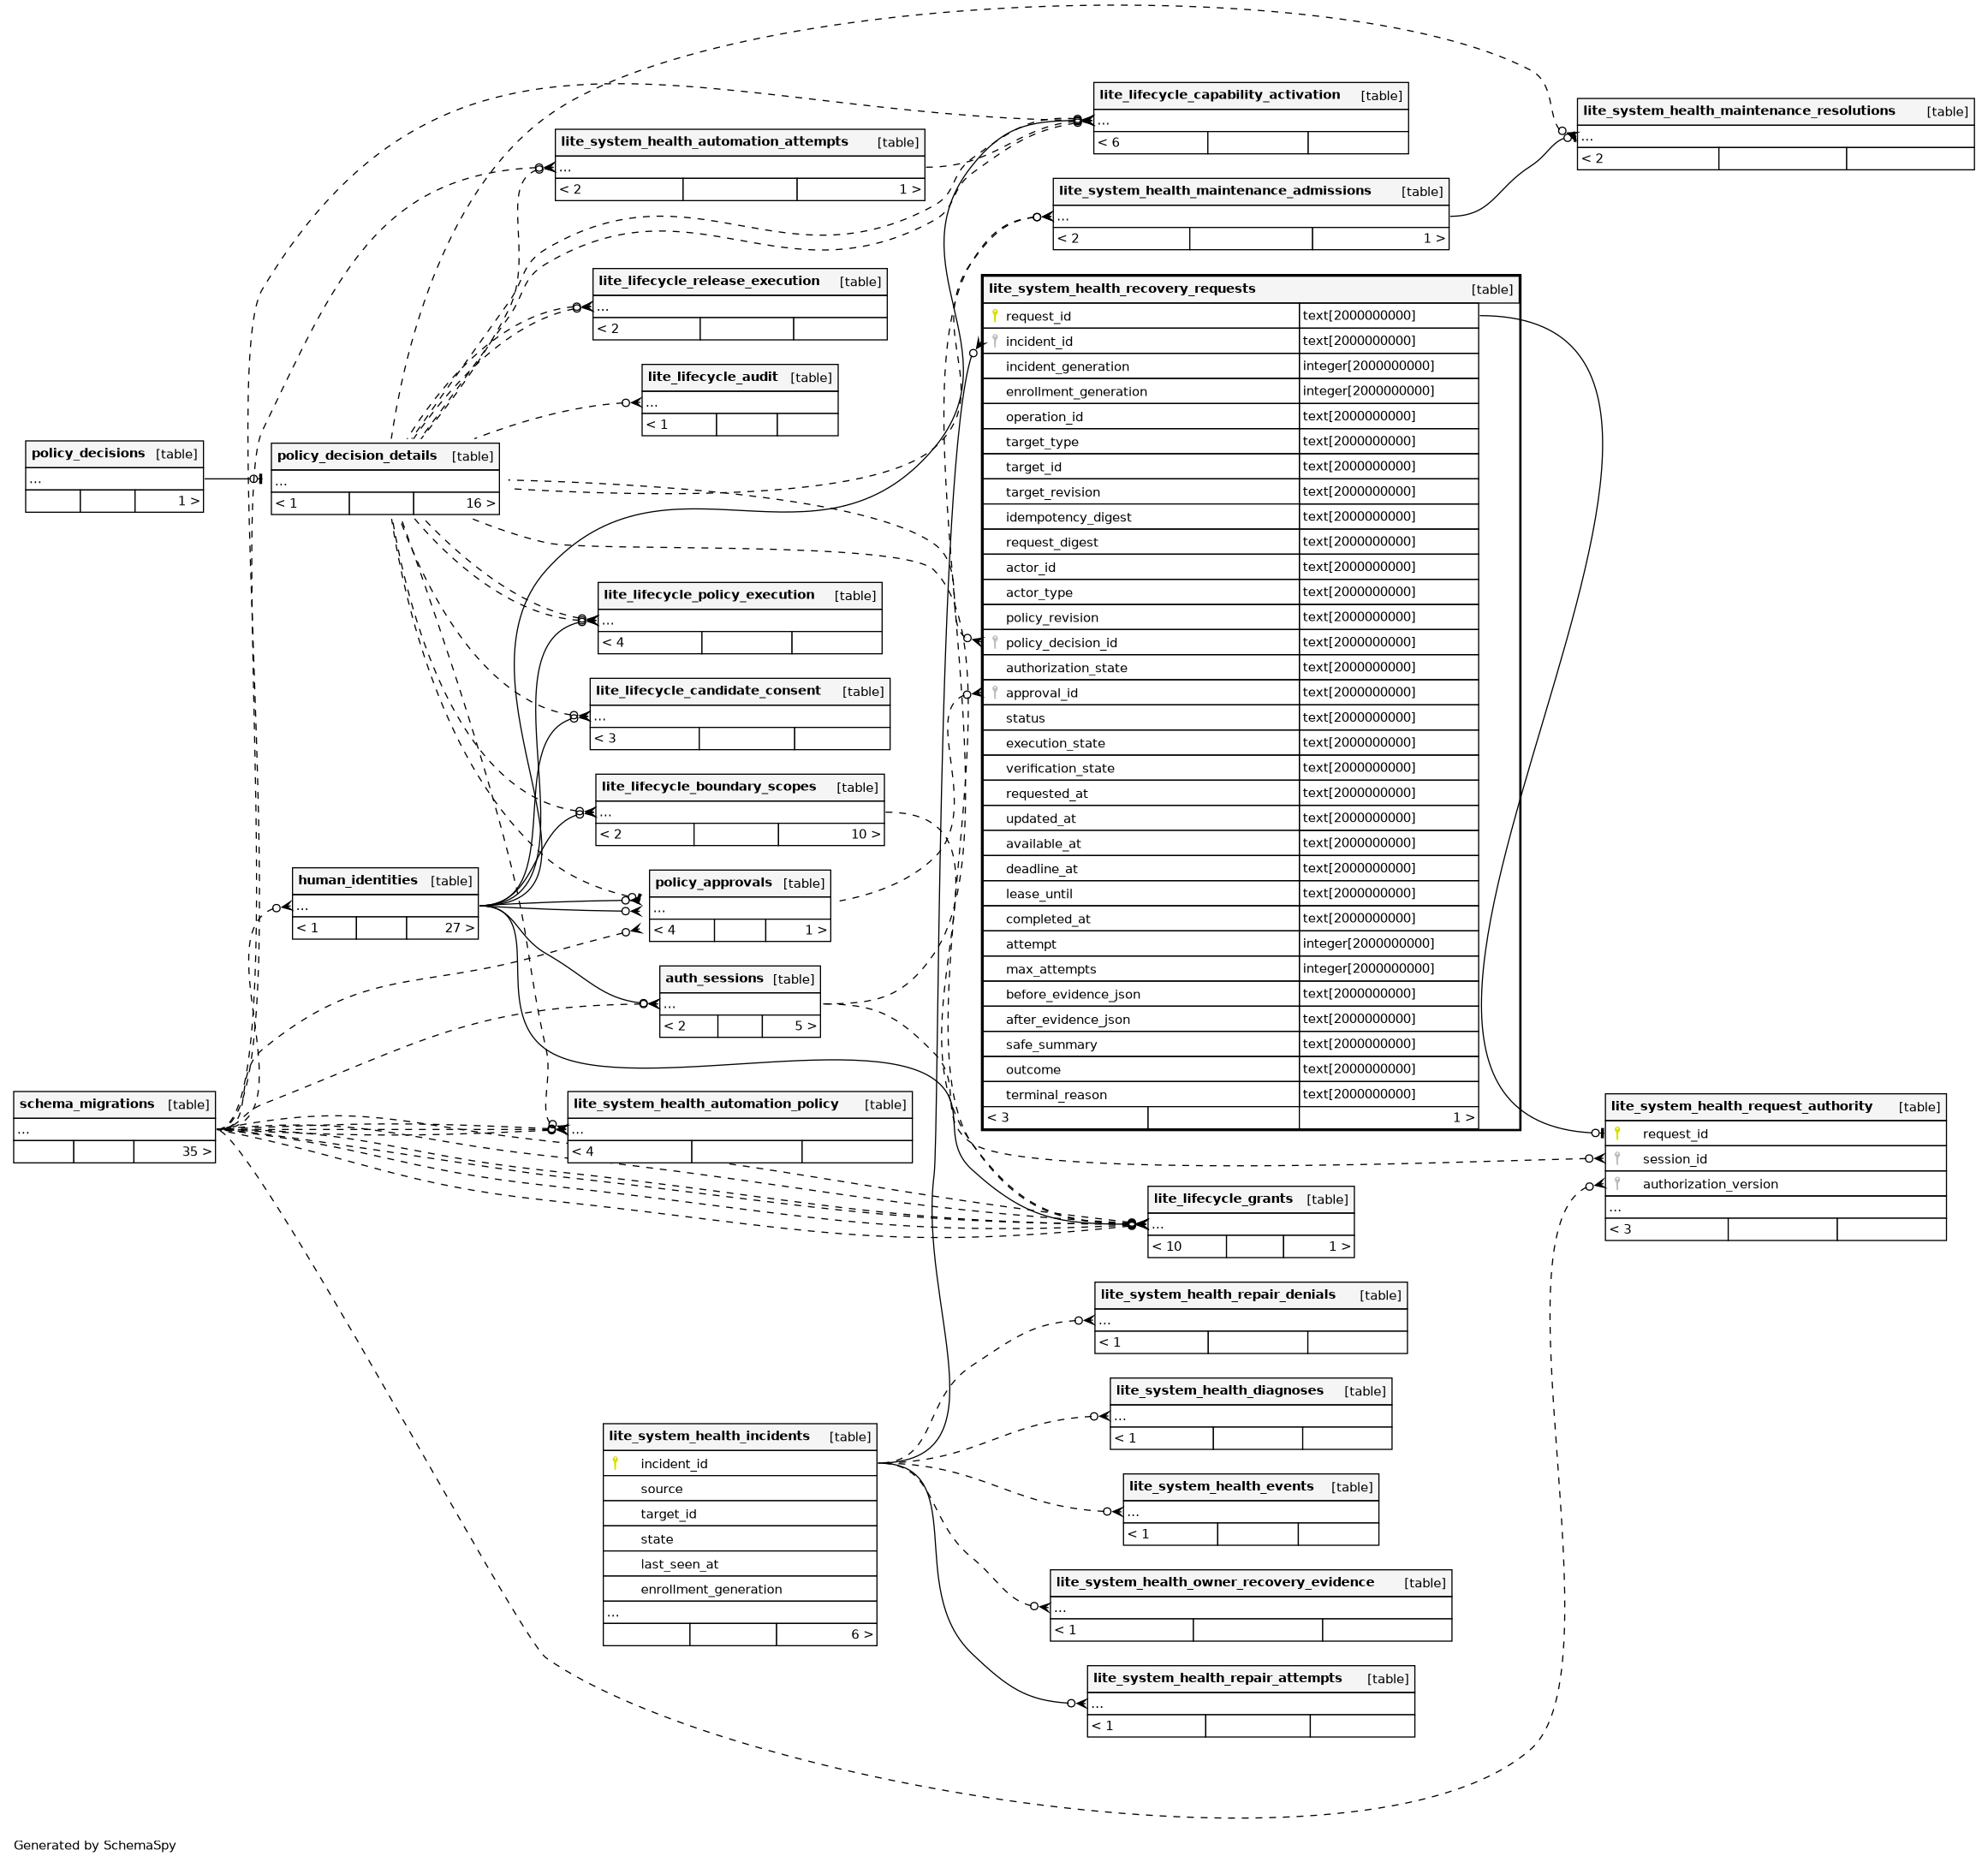 lite_lifecycle_capability_activation [table]
...
< 6
lite_system_health_maintenance_resolutions [table]
...
< 2
lite_system_health_automation_attempts [table]
...
< 2 1 >
lite_system_health_maintenance_admissions [table]
...
< 2 1 >
lite_lifecycle_release_execution [table]
...
< 2
lite_lifecycle_audit [table]
...
< 1
policy_decisions [table]
...
1 >
policy_decision_details [table]
...
< 1 16 >
lite_system_health_recovery_requests [table]
request_id text[2000000000]
incident_id text[2000000000]
incident_generation integer[2000000000]
enrollment_generation integer[2000000000]
operation_id text[2000000000]
target_type text[2000000000]
target_id text[2000000000]
target_revision text[2000000000]
idempotency_digest text[2000000000]
request_digest text[2000000000]
actor_id text[2000000000]
actor_type text[2000000000]
policy_revision text[2000000000]
policy_decision_id text[2000000000]
authorization_state text[2000000000]
approval_id text[2000000000]
status text[2000000000]
execution_state text[2000000000]
verification_state text[2000000000]
requested_at text[2000000000]
updated_at text[2000000000]
available_at text[2000000000]
deadline_at text[2000000000]
lease_until text[2000000000]
completed_at text[2000000000]
attempt integer[2000000000]
max_attempts integer[2000000000]
before_evidence_json text[2000000000]
after_evidence_json text[2000000000]
safe_summary text[2000000000]
outcome text[2000000000]
terminal_reason text[2000000000]
< 3 1 >
lite_lifecycle_policy_execution [table]
...
< 4
lite_lifecycle_candidate_consent [table]
...
< 3
lite_lifecycle_boundary_scopes [table]
...
< 2 10 >
human_identities [table]
...
< 1 27 >
policy_approvals [table]
...
< 4 1 >
auth_sessions [table]
...
< 2 5 >
schema_migrations [table]
...
35 >
lite_system_health_automation_policy [table]
...
< 4
lite_system_health_request_authority [table]
request_id
session_id
authorization_version
...
< 3
lite_lifecycle_grants [table]
...
< 10 1 >
lite_system_health_repair_denials [table]
...
< 1
lite_system_health_diagnoses [table]
...
< 1
lite_system_health_incidents [table]
incident_id
source
target_id
state
last_seen_at
enrollment_generation
...
6 >
lite_system_health_events [table]
...
< 1
lite_system_health_owner_recovery_evidence [table]
...
< 1
lite_system_health_repair_attempts [table]
...
< 1
Generated by SchemaSpy